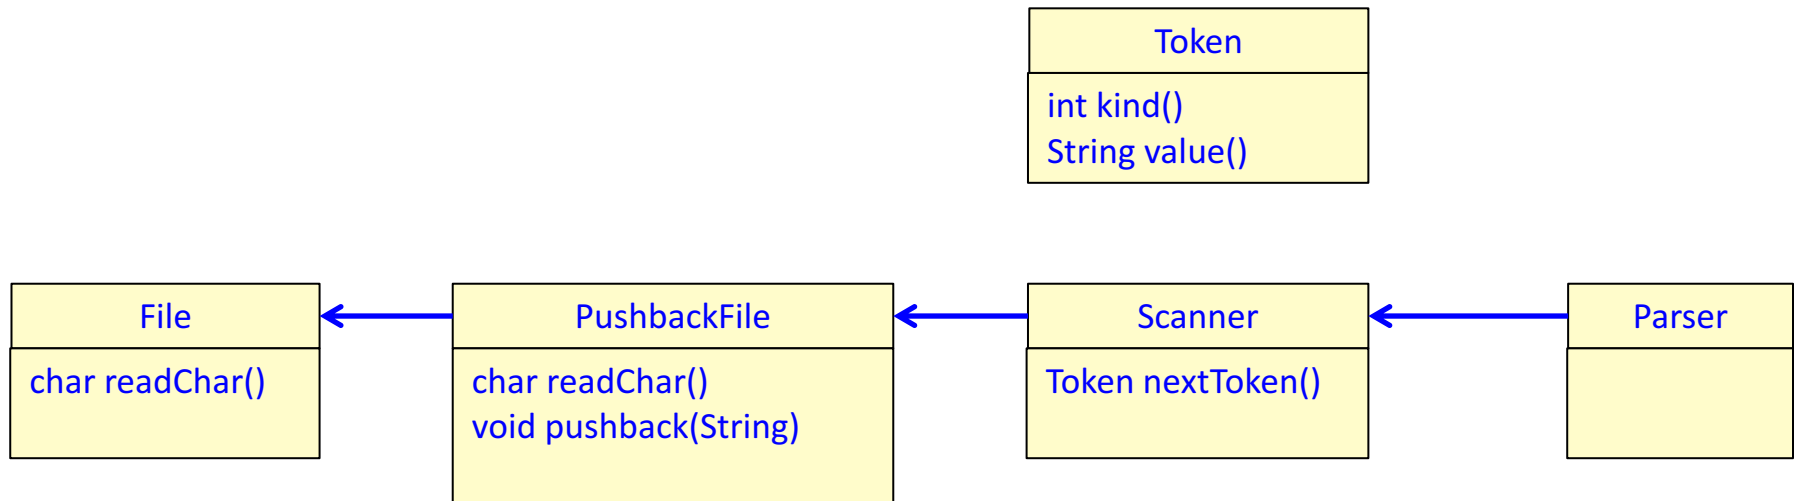 Token
int kind()
String value()
File
char readChar()
PushbackFile
char readChar()
void pushback(String)
Scanner
Token nextToken()
Parser